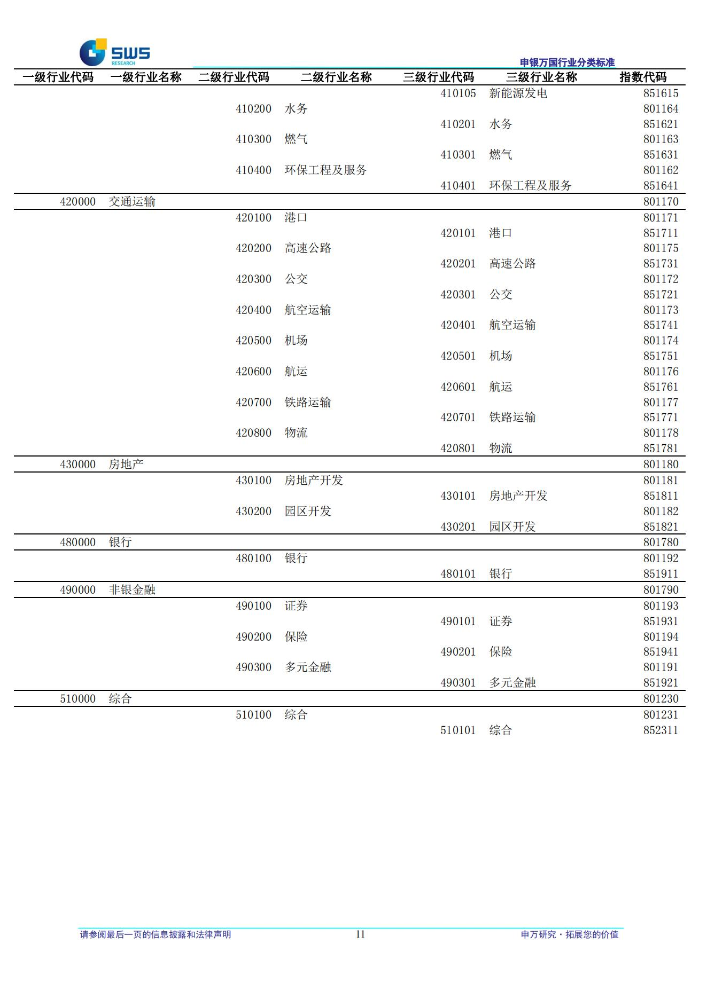 SWS
RESEARCH
申银万国行业分类标准
一级行业代码 一级行业名称 二级行业代码 二级行业名称 三级行业代码 三级行业名称 指数代码
410105 新能源发电 851615
410200 水务 801164
410201 水务 851621
410300 燃气 801163
410301 燃气 851631
410400 环保工程及服务 801162
410401 环保工程及服务 851641
420000 交通运输 801170
420100 港口 801171
420101 港口 851711
420200 高速公路 801175
420201 高速公路 851731
420300 公交 801172
420301 公交 851721
420400 航空运输 801173
420401 航空运输 851741
420500 机场 801174
420501 机场 851751
420600 航运 801176
420601 航运 851761
420700 铁路运输 801177
420701 铁路运输 851771
420800 物流 801178
420801 物流 851781
430000 房地产 801180
430100 房地产开发 801181
430101 房地产开发 851811
430200 园区开发 801182
430201 园区开发 851821
480000 银行 801780
480100 银行 801192
480101 银行 851911
490000 非银金融 801790
490100 证券 801193
490101 证券 851931
490200 保险 801194
490201 保险 851941
490300 多元金融 801191
490301 多元金融 851921
510000 综合 801230
510100 综合 801231
510101 综合 852311
请参阅最后一页的信息披露和法律声明 11 申万研究·拓展您的价值